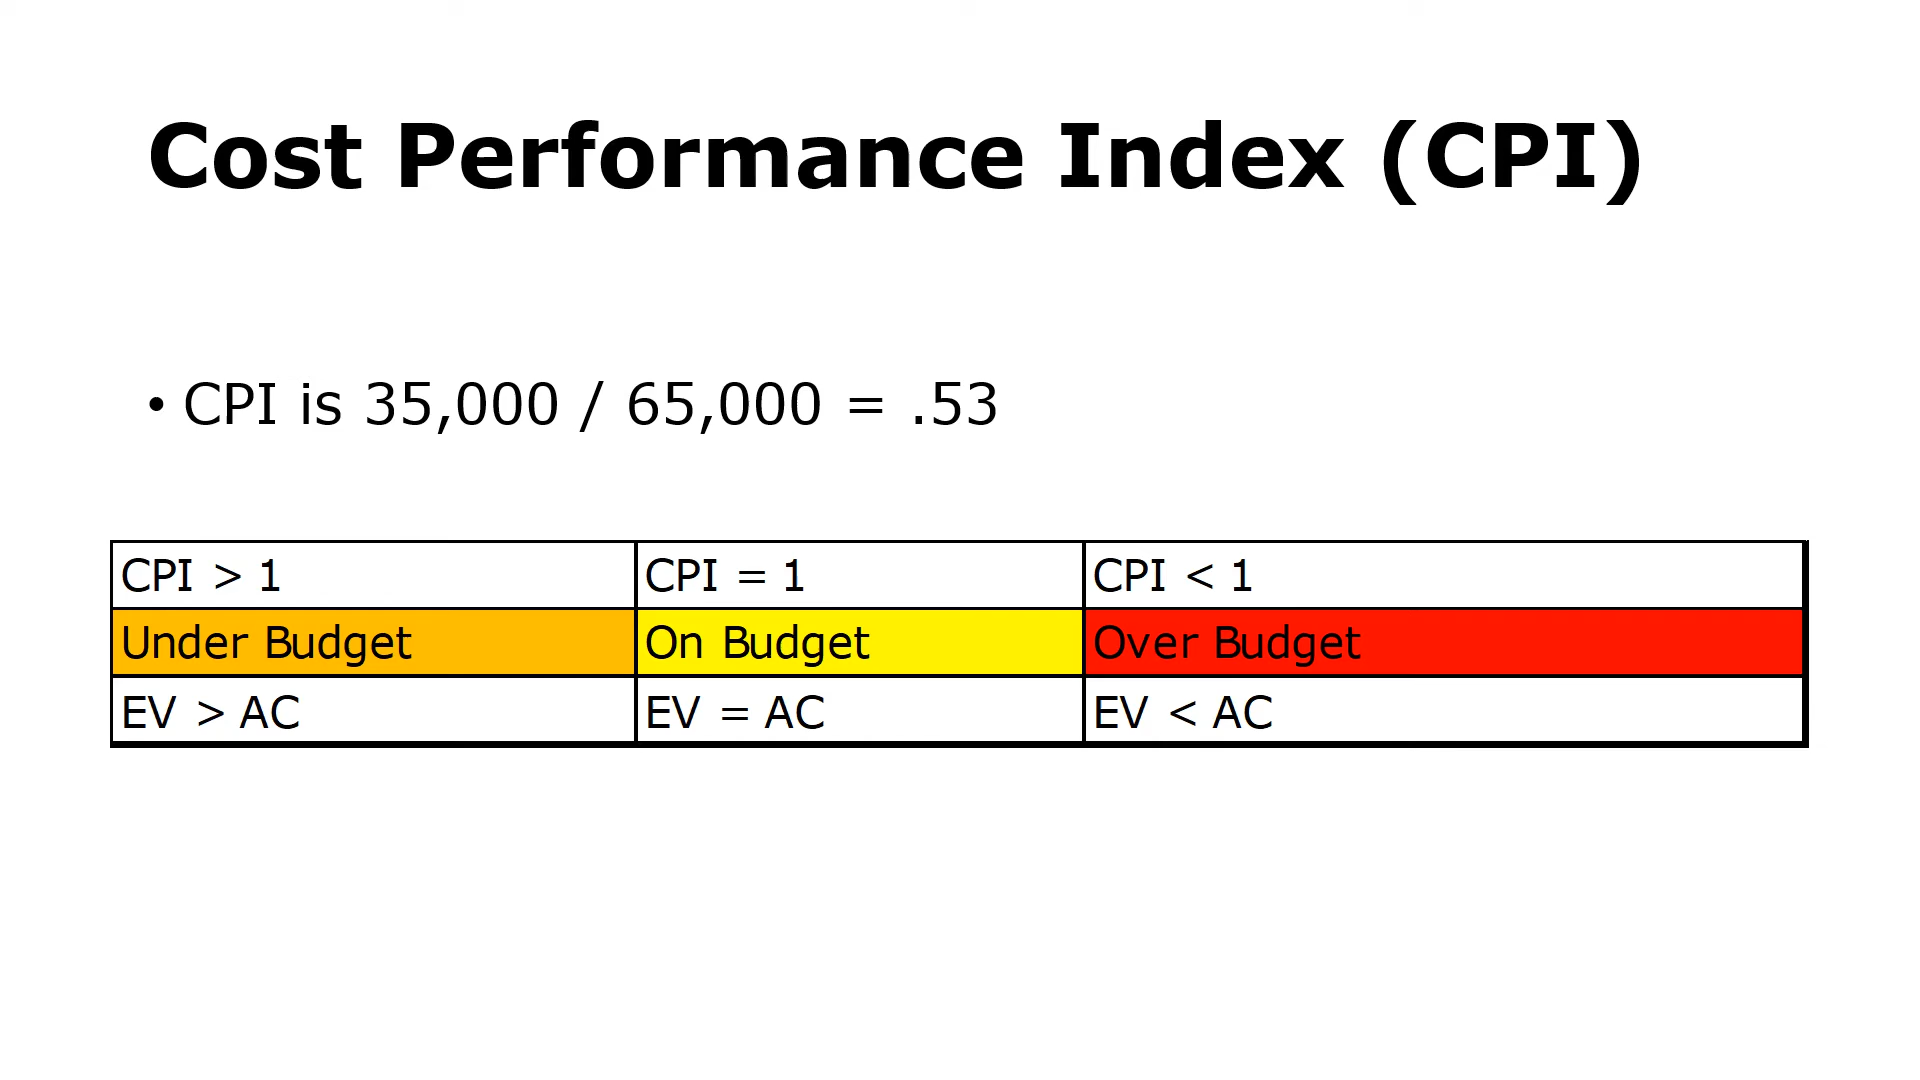 Cost Performance Index (CPI)
• CPI is 35,000 / 65,000 = .53
CPI > 1 CPI = 1 CPI < 1
Under Budget On Budget Over Budget
EV > AC EV = AC EV < AC